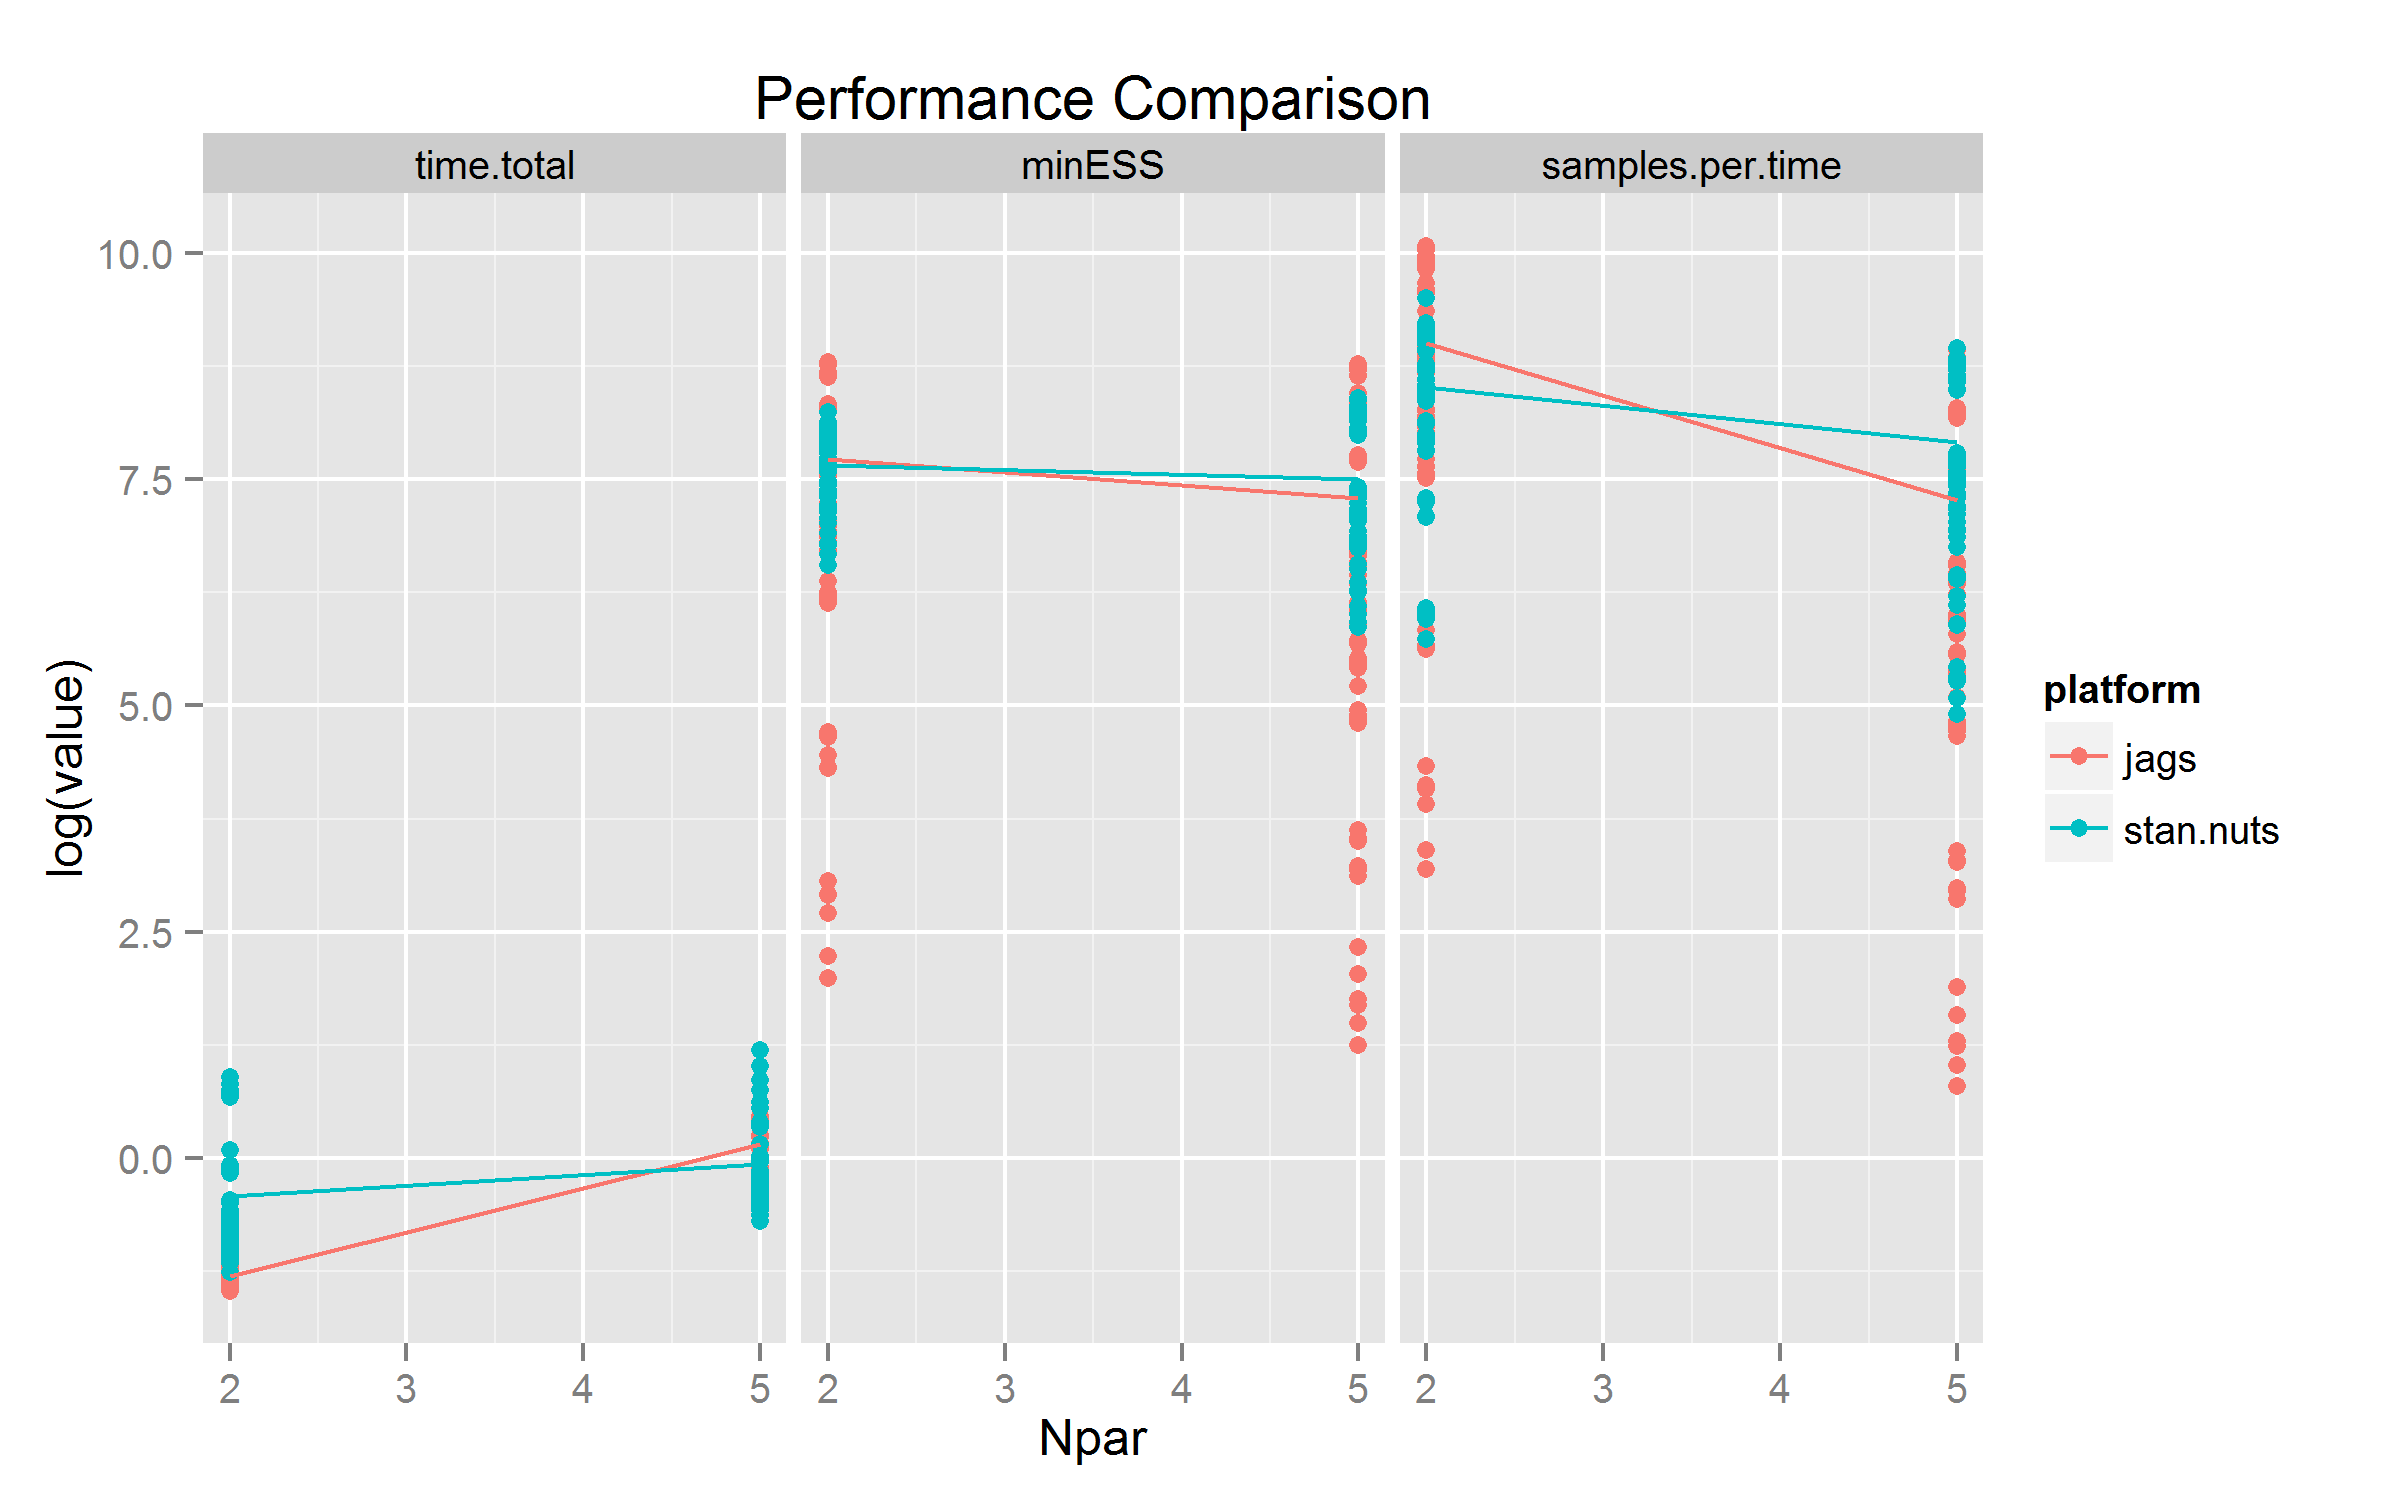 Performance Comparison
time.total minESS samples.per.time
10.0
7.5
5.0
2.5
0.0
log(value)
2 3 4 5 2 3 4 5 2 3 4 5
Npar
platform
jags
stan.nuts